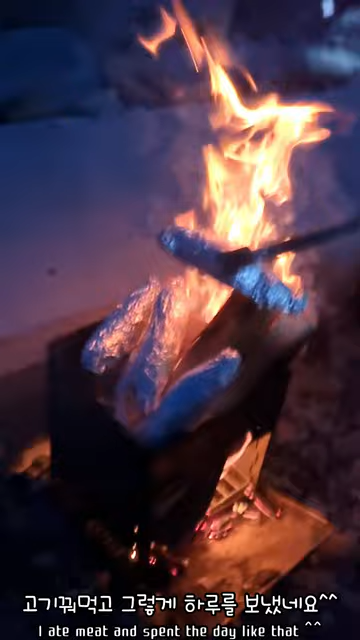 고기꿔먹고 그렇게 하루를 보냈네요^^
I ate meat and spent the day like that ^^